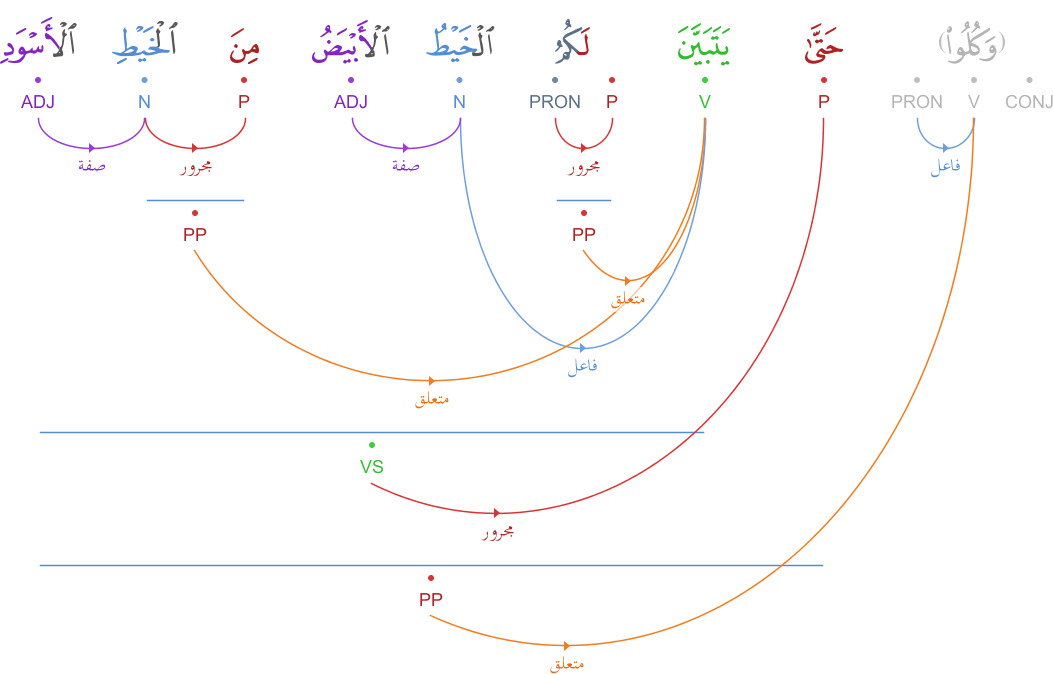 (وَكُلُوا۟) حَتَّىٰ يَتَبَيَّنَ لَكُمُ ٱلْخَيْطُ ٱلْأَبْيَضُ مِنَ ٱلْخَيْطِ ٱلْأَسْوَدِ
ADJ N P ADJ N PRON P V P PRON V CONJ
صفة مجرور صفة مجرور فاعل
PP PP
متعلق
فاعل
متعلق
VS
مجرور
PP
متعلق